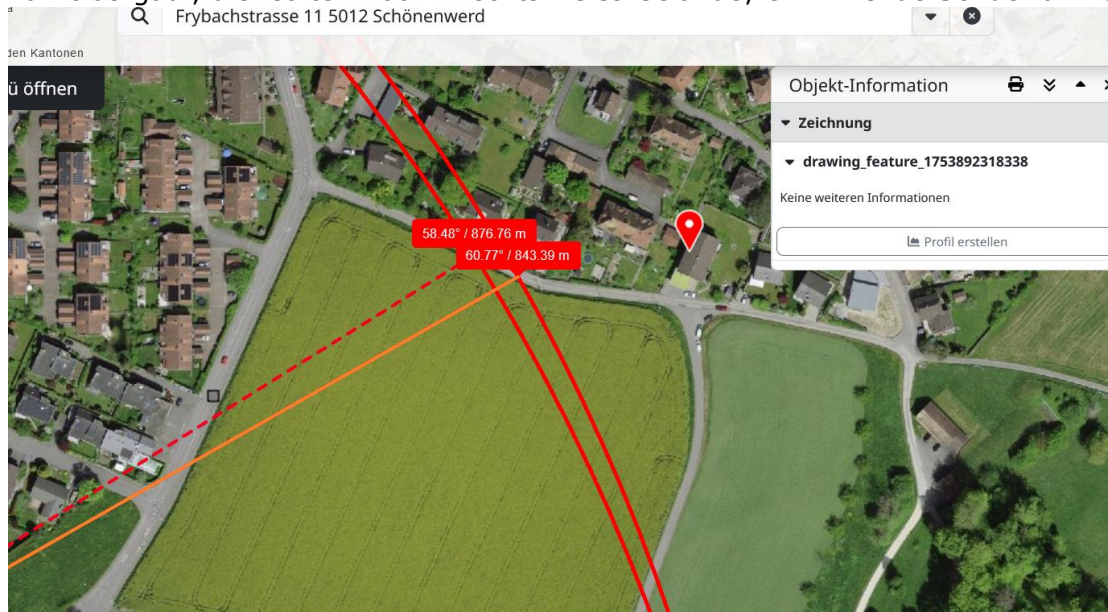 Frybachstrasse 11 5012 Schönenwerd
den Kantonen
ü öffnen
Objekt-Information
Zeichnung
drawing_feature_1753892318338
Keine weiteren Informationen
Profil erstellen
58.48° / 876.76 m
60.77° / 843.39 m